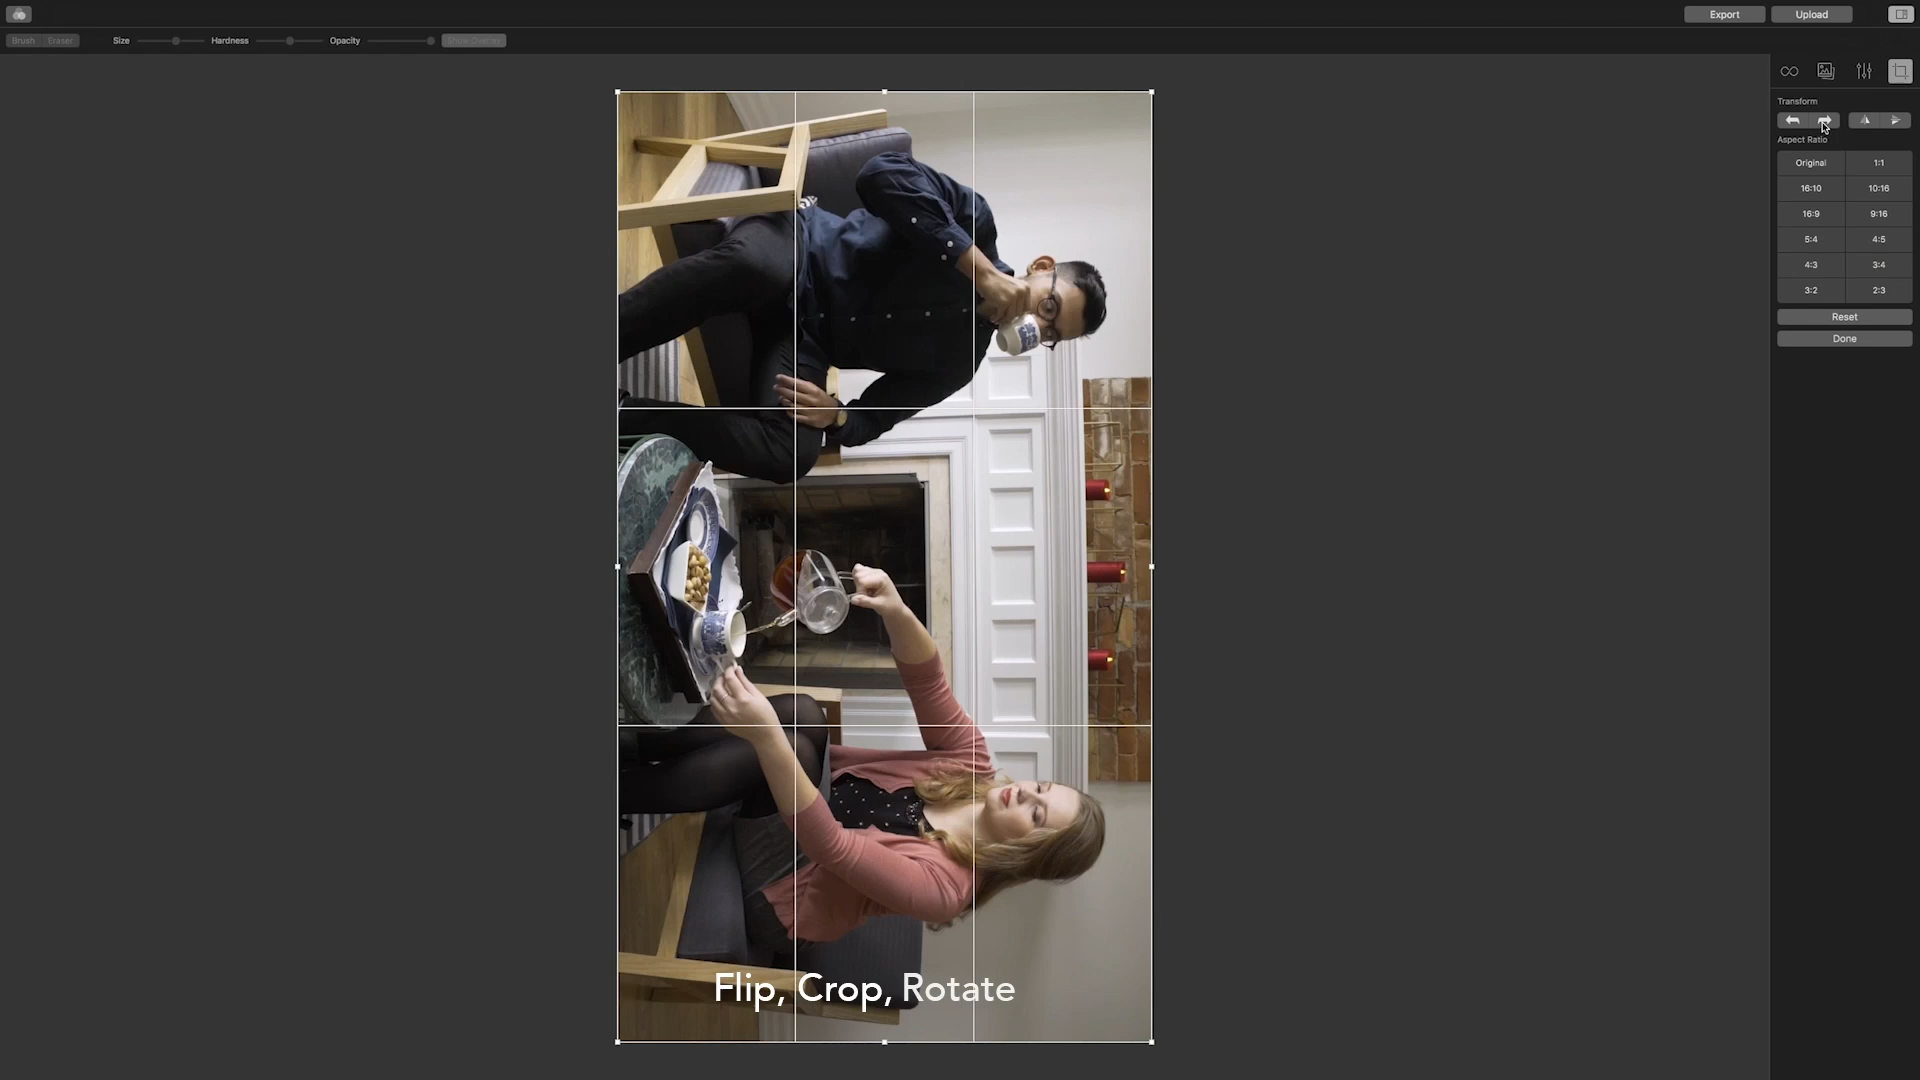 Export
Upload
Brush
Eraser
Size
Hardness
Opacity
Show Overlay
Transform
Aspect Ratio
Original
1:1
16:10
10:16
16:9
9:16
5:4
4:5
4:3
3:4
3:2
2:3
Reset
Done
Flip, Crop, Rotate